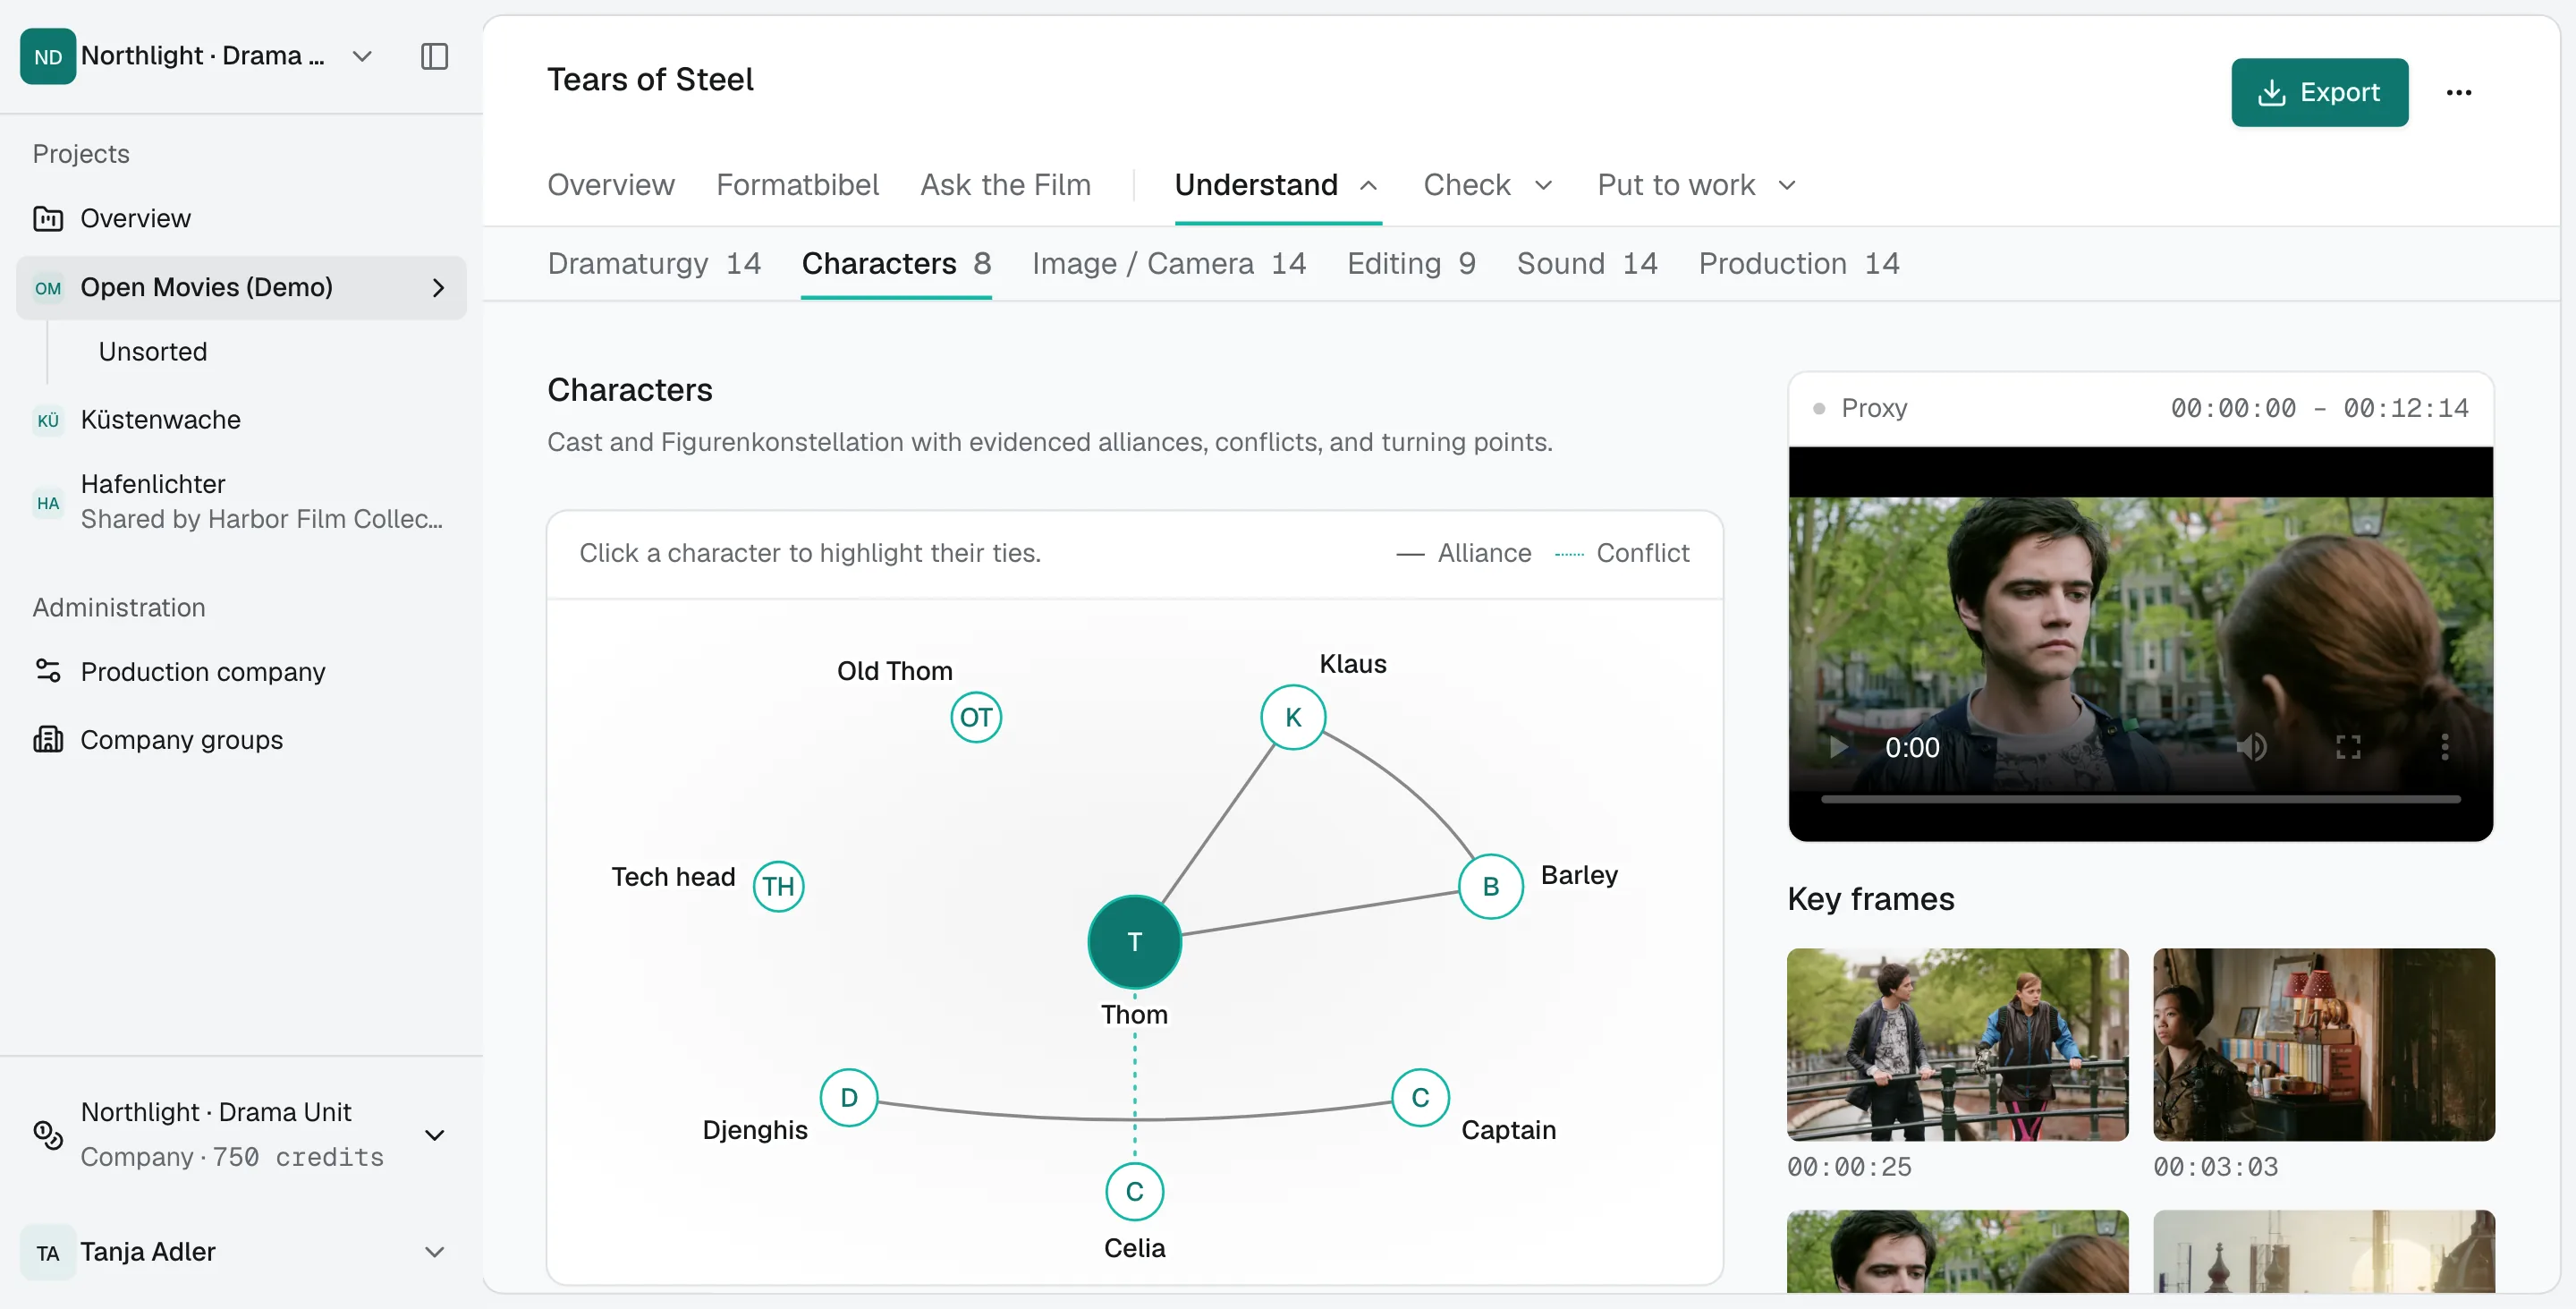 ND Northlight · Drama ...
Projects
Overview
OM Open Movies (Demo)
Unsorted
KÜ Küstenwache
HA Hafenlichter
Shared by Harbor Film Collec...
Administration
Production company
Company groups
Northlight · Drama Unit
Company · 750 credits
TA Tanja Adler
Tears of Steel
Export
Overview Formatbibel Ask the Film Understand Check Put to work
Dramaturgy 14 Characters 8 Image / Camera 14 Editing 9 Sound 14 Production 14
Characters
Cast and Figurenkonstellation with evidenced alliances, conflicts, and turning points.
Click a character to highlight their ties. Alliance Conflict
Klaus
Old Thom
OT K
Tech head TH B Barley
T
Thom
D C
Djenghis Captain
C
Celia
Proxy 00:00:00 – 00:12:14
0:00
Key frames
00:00:25 00:03:03